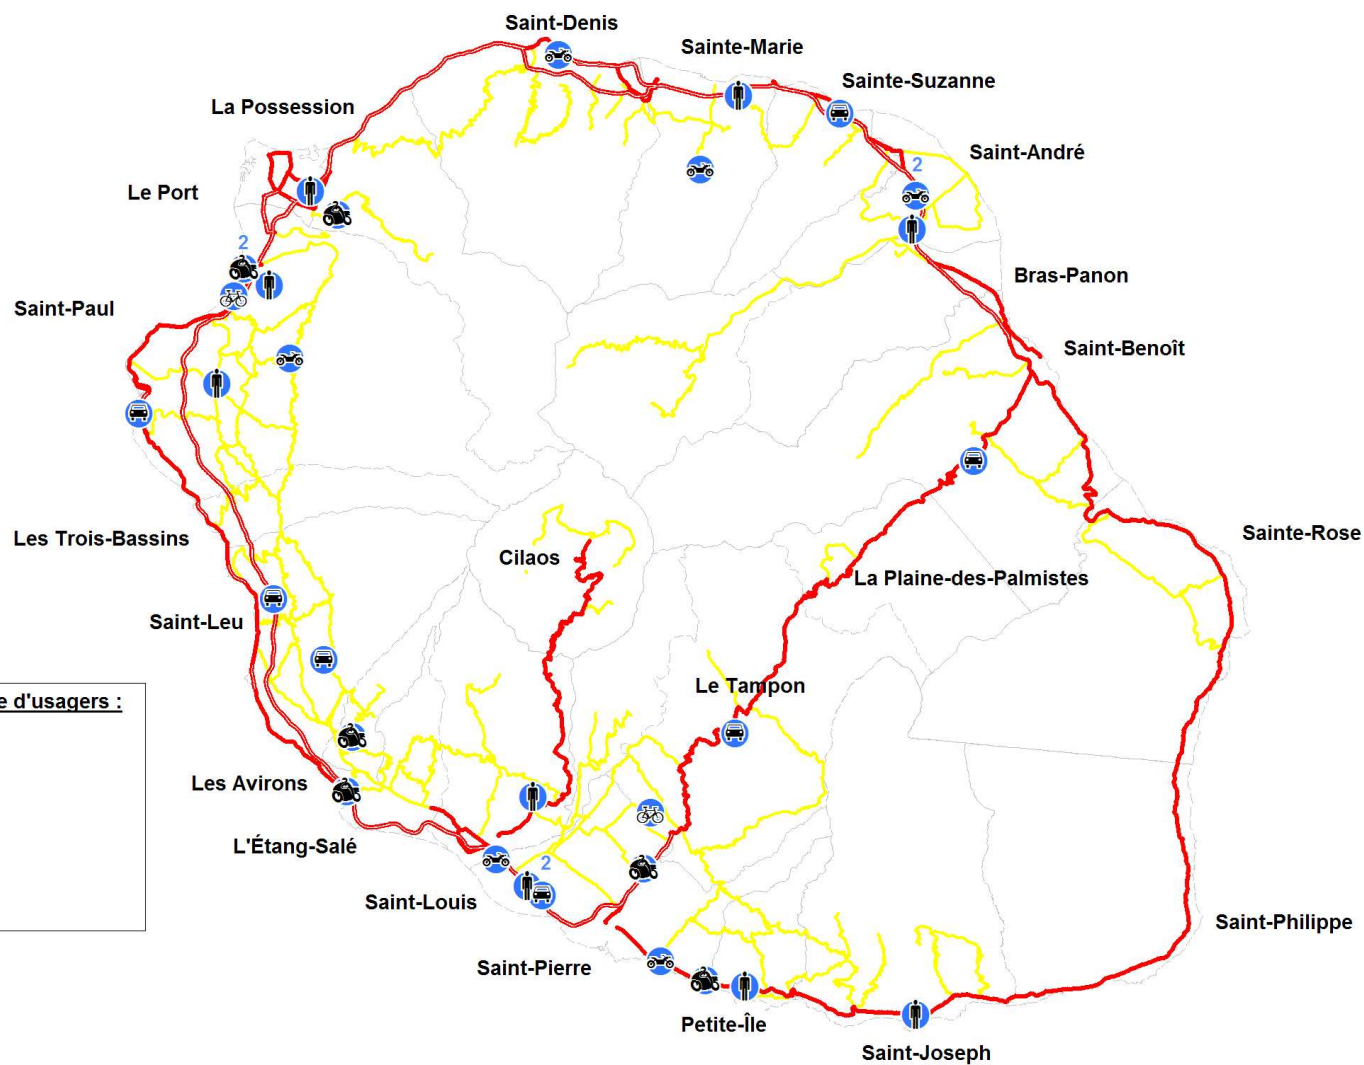 Saint-Denis
Sainte-Marie
Sainte-Suzanne
La Possession
Saint-André
2
Le Port
2
Bras-Panon
Saint-Paul
Saint-Benoît
Sainte-Rose
Les Trois-Bassins
Cilaos
La Plaine-des-Palmistes
Saint-Leu
Le Tampon
e d'usagers :
Les Avirons
L'Étang-Salé
2
Saint-Louis
Saint-Philippe
Saint-Pierre
Petite-Île
Saint-Joseph